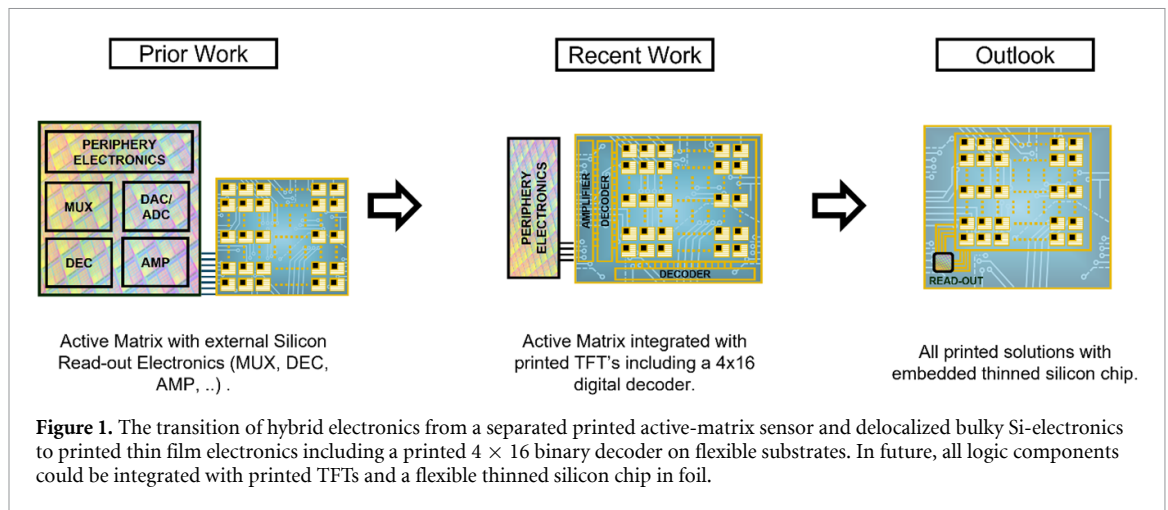 Prior Work
Recent Work
Outlook
PERIPHERY
ELECTRONICS
MUX
DAC/
ADC
DEC
AMP
PERIPHERY
ELECTRONICS
AMPLIFIER
DECODER
DECODER
READ-OUT
Active Matrix with external Silicon
Read-out Electronics (MUX, DEC,
AMP, ..) .
Active Matrix integrated with
printed TFT's including a 4x16
digital decoder.
All printed solutions with
embedded thinned silicon chip.
Figure 1. The transition of hybrid electronics from a separated printed active-matrix sensor and delocalized bulky Si-electronics
to printed thin film electronics including a printed 4 × 16 binary decoder on flexible substrates. In future, all logic components
could be integrated with printed TFTs and a flexible thinned silicon chip in foil.